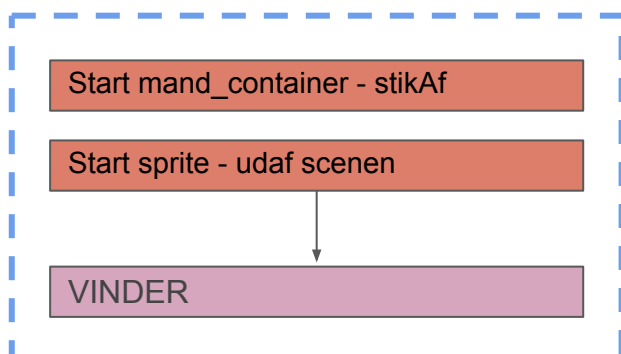 Start mand_container - stikAf
Start sprite - udaf scenen
VINDER